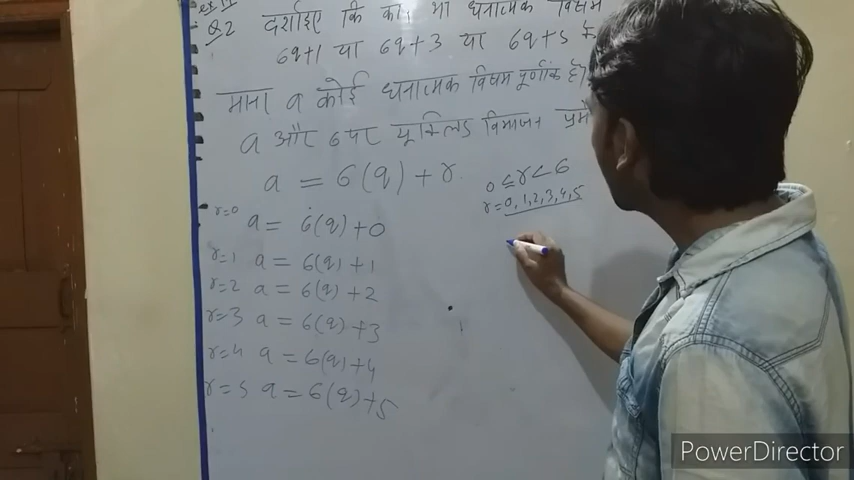 Q2 दर्शाइए कि धनात्मक विषम
6q+1 या 6q+3 या 6q+5
माना a कोई धनात्मक विषम पूर्णांक है।
a और 6 पर यूक्लिड विभाजन प्रमे
a = 6(q) + r
0 ≤ r < 6
r=0, 1, 2, 3, 4, 5
r=0 a = 6(q) + 0
r=1 a = 6(q) + 1
r=2 a = 6(q) + 2
r=3 a = 6(q) + 3
r=4 a = 6(q) + 4
r=5 a = 6(q) + 5
PowerDirector